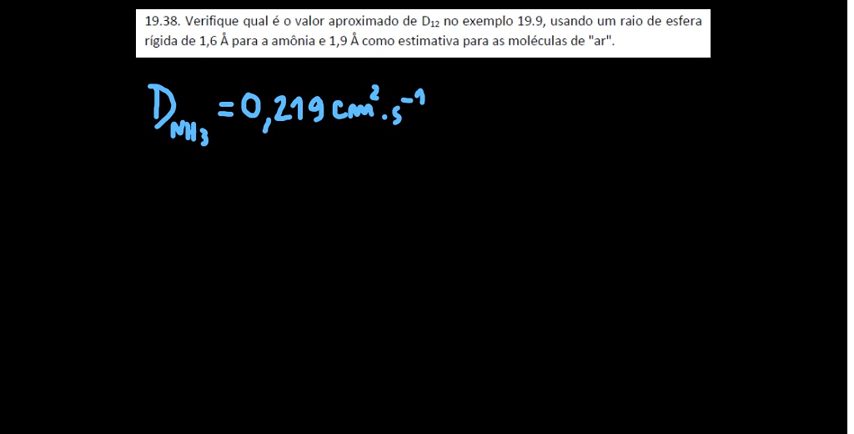 19.38. Verifique qual é o valor aproximado de D₁₂ no exemplo 19.9, usando um raio de esfera
rígida de 1,6 Å para a amônia e 1,9 Å como estimativa para as moléculas de "ar".
D_NH₃ = 0,219 cm².s⁻¹